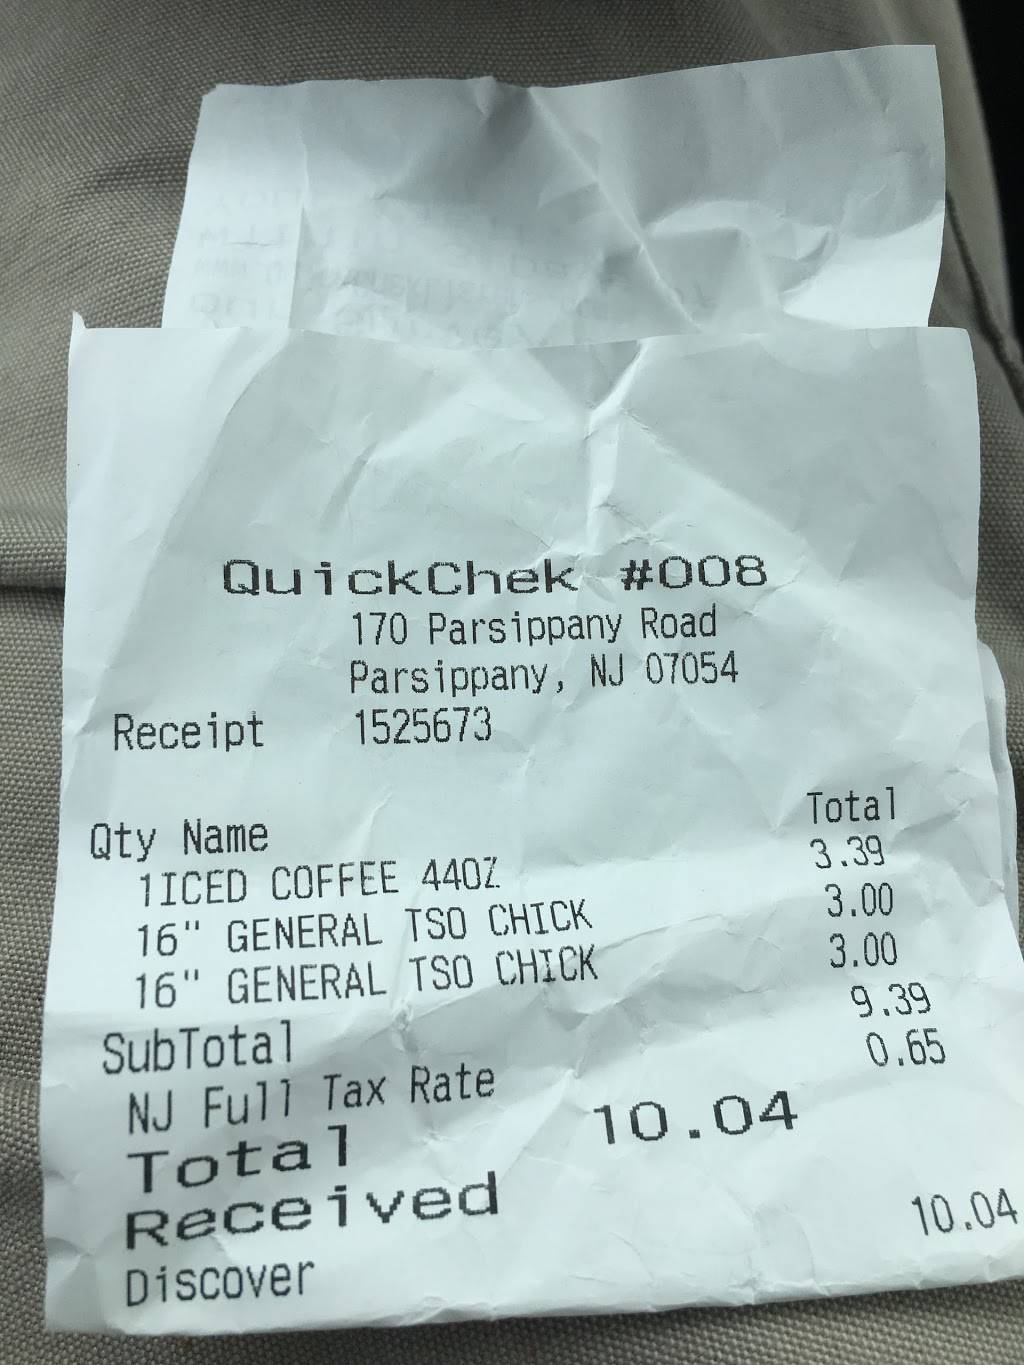 QuickChek #008
170 Parsippany Road
Parsippany, NJ 07054
Receipt 1525673
Qty Name Total
1ICED COFFEE 44OZ 3.39
16" GENERAL TSO CHICK 3.00
16" GENERAL TSO CHICK 3.00
SubTotal 9.39
NJ Full Tax Rate 0.65
Total 10.04
Received
Discover 10.04